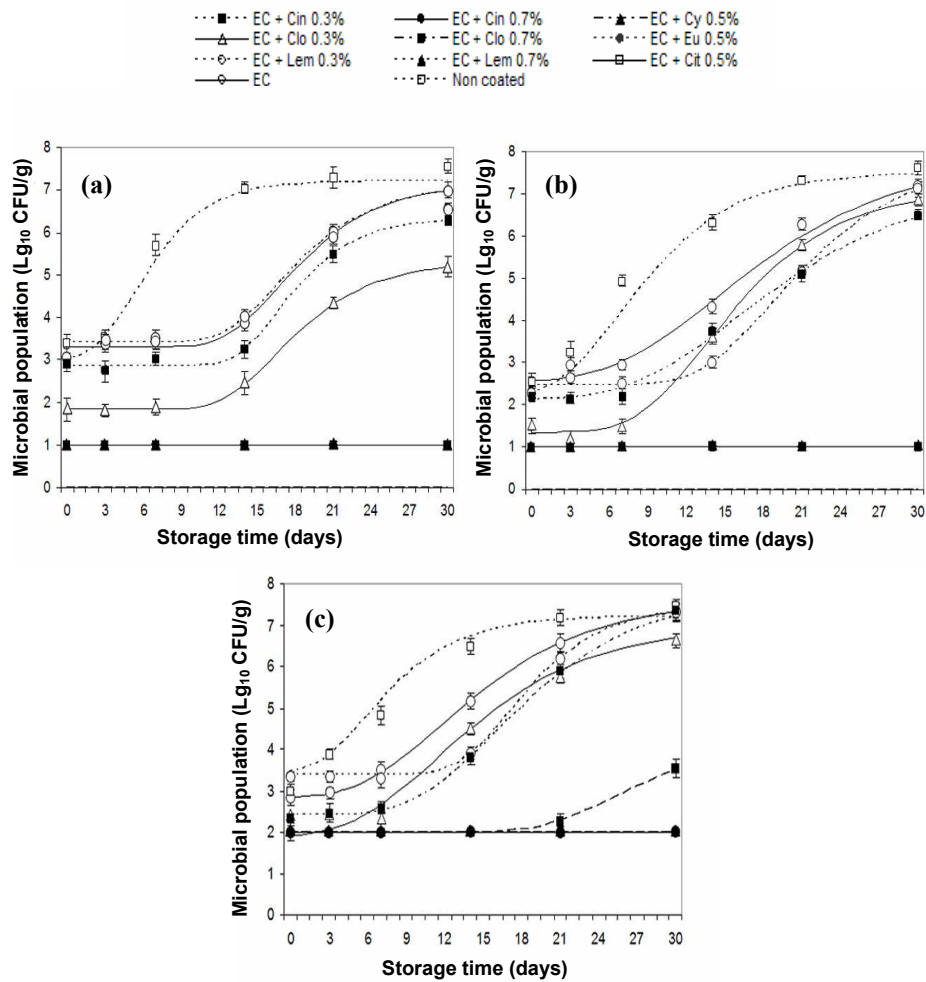 EC + Cin 0.3% EC + Cin 0.7% EC + Cy 0.5%
EC + Clo 0.3% EC + Clo 0.7% EC + Eu 0.5%
EC + Lem 0.3% EC + Lem 0.7% EC + Cit 0.5%
EC Non coated
(a)
Microbial population (Lg10 CFU/g)
8
7
6
5
4
3
2
1
0
0 3 6 9 12 15 18 21 24 27 30
Storage time (days)
(b)
Microbial population (Lg10 CFU/g)
8
7
6
5
4
3
2
1
0
0 3 6 9 12 15 18 21 24 27 30
Storage time (days)
(c)
Microbial population (Lg10 CFU/g)
8
7
6
5
4
3
2
1
0
0 3 6 9 12 15 18 21 24 27 30
Storage time (days)